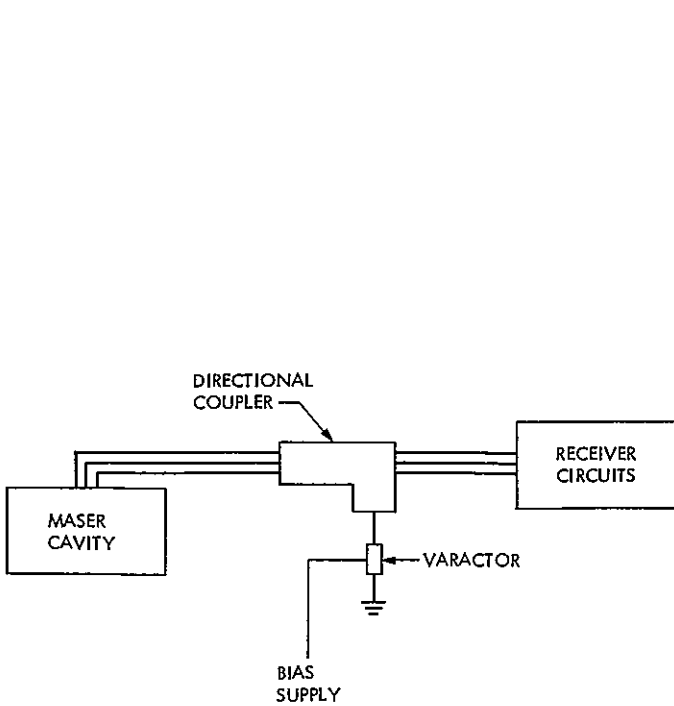 DIRECTIONAL
COUPLER
RECEIVER
CIRCUITS
MASER
CAVITY
VARACTOR
BIAS
SUPPLY